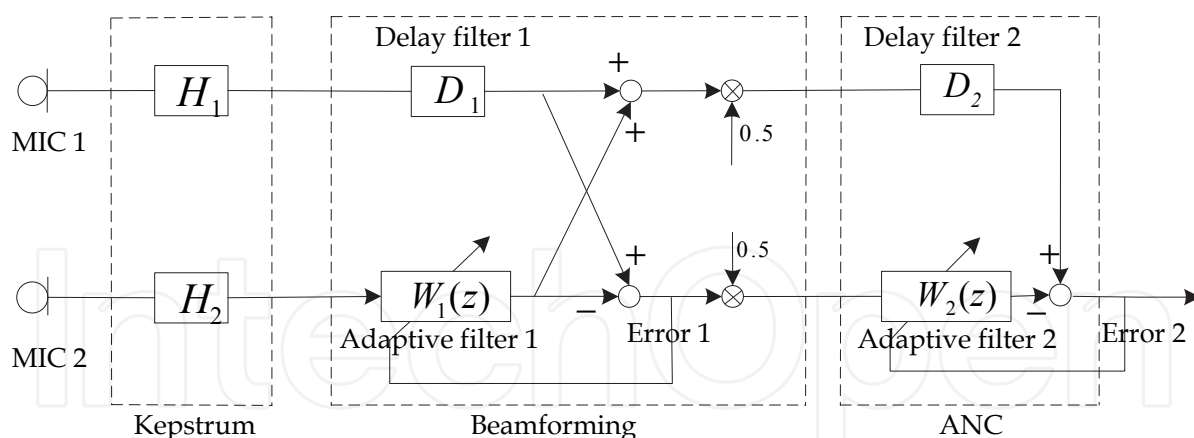 Delay filter 1
Delay filter 2
H₁
D₁
+
+
D₂
0.5
MIC 1
0.5
+
+
H₂
W₁(z)
−
W₂(z)
−
Adaptive filter 1
Error 1
Adaptive filter 2
Error 2
MIC 2
Kepstrum
Beamforming
ANC
IntechOpen